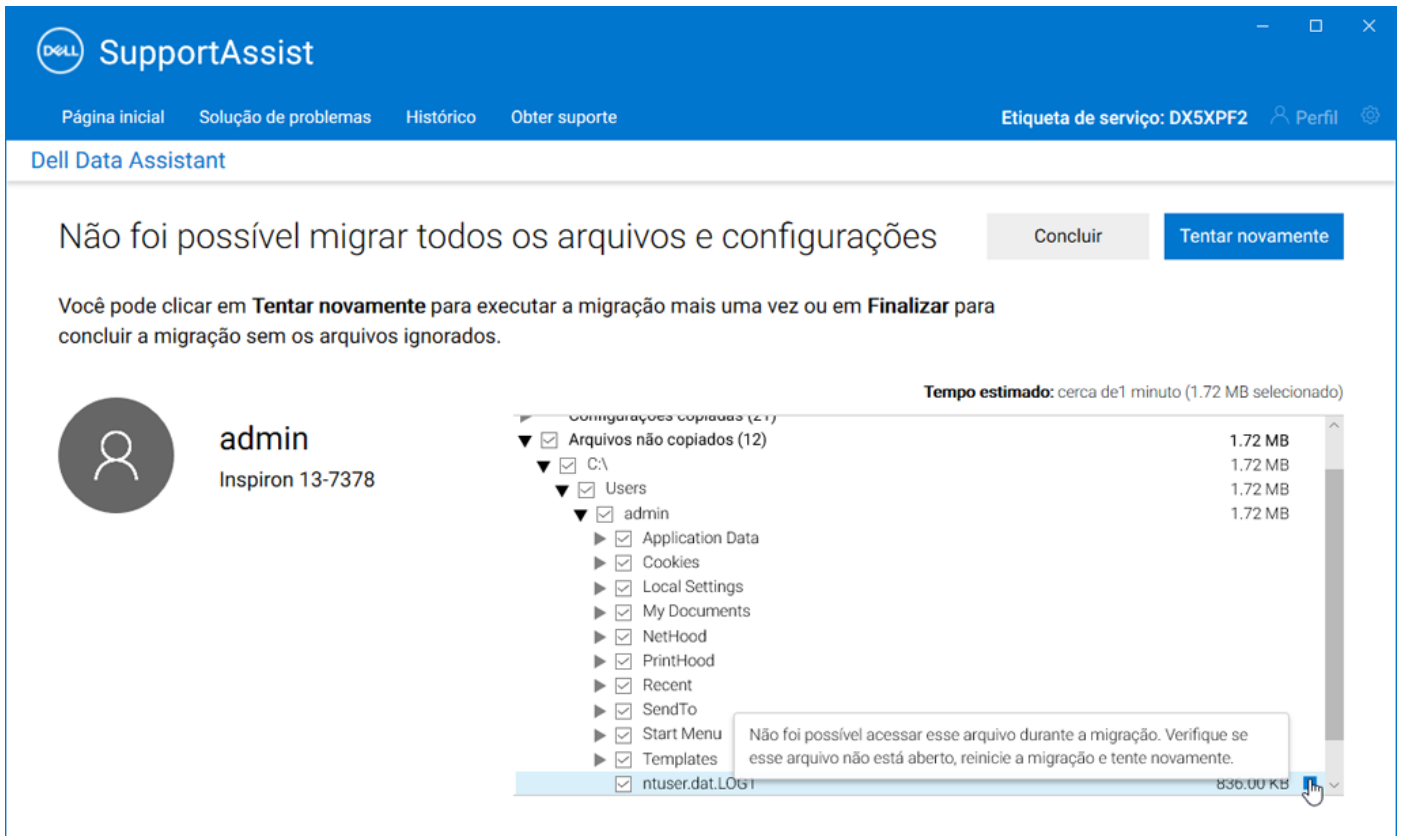 DELL SupportAssist
Página inicial Solução de problemas Histórico Obter suporte Etiqueta de serviço: DX5XPF2 Perfil
Dell Data Assistant
Não foi possível migrar todos os arquivos e configurações Concluir Tentar novamente
Você pode clicar em Tentar novamente para executar a migração mais uma vez ou em Finalizar para
concluir a migração sem os arquivos ignorados.
Tempo estimado: cerca de1 minuto (1.72 MB selecionado)
admin
Inspiron 13-7378
Configurações copiadas (21)
Arquivos não copiados (12) 1.72 MB
C:\ 1.72 MB
Users 1.72 MB
admin 1.72 MB
Application Data
Cookies
Local Settings
My Documents
NetHood
PrintHood
Recent
SendTo
Start Menu
Templates
Não foi possível acessar esse arquivo durante a migração. Verifique se
esse arquivo não está aberto, reinicie a migração e tente novamente.
ntuser.dat.LOG1 836.00 KB